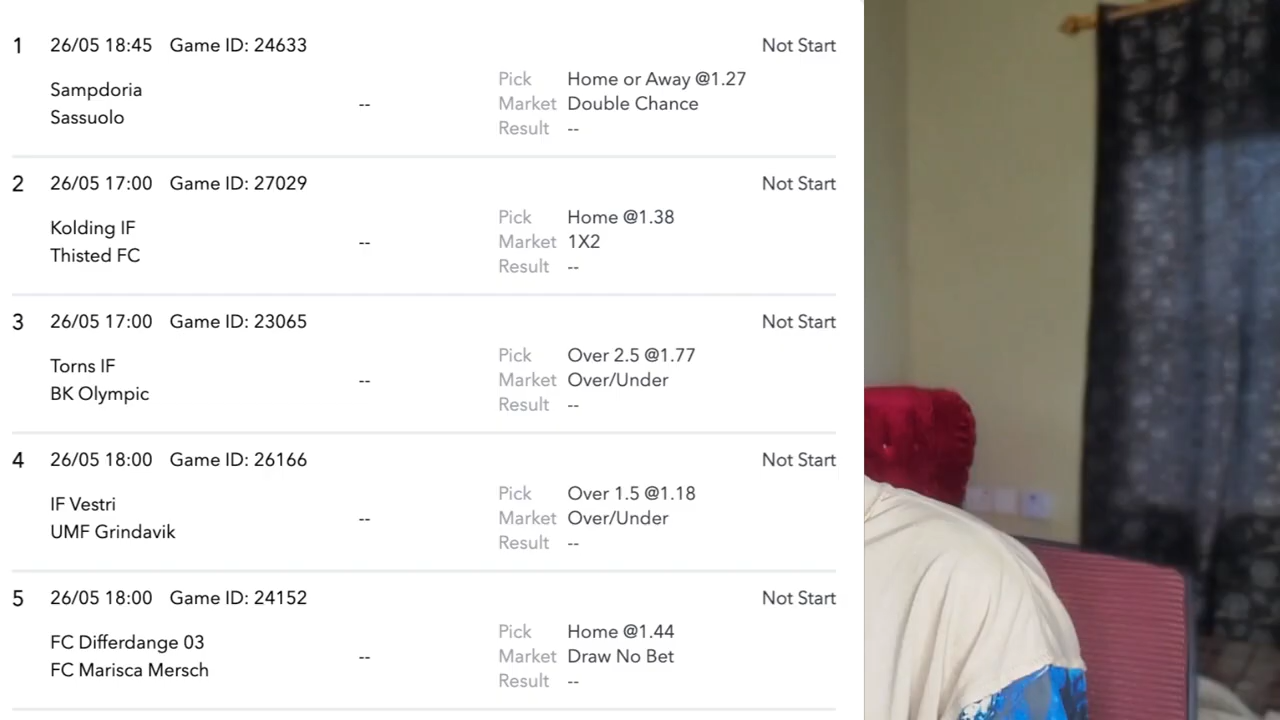 1 26/05 18:45 Game ID: 24633 Not Start
Sampdoria
Sassuolo
--
Pick Home or Away @1.27
Market Double Chance
Result --
2 26/05 17:00 Game ID: 27029 Not Start
Kolding IF
Thisted FC
--
Pick Home @1.38
Market 1X2
Result --
3 26/05 17:00 Game ID: 23065 Not Start
Torns IF
BK Olympic
--
Pick Over 2.5 @1.77
Market Over/Under
Result --
4 26/05 18:00 Game ID: 26166 Not Start
IF Vestri
UMF Grindavik
--
Pick Over 1.5 @1.18
Market Over/Under
Result --
5 26/05 18:00 Game ID: 24152 Not Start
FC Differdange 03
FC Marisca Mersch
--
Pick Home @1.44
Market Draw No Bet
Result --